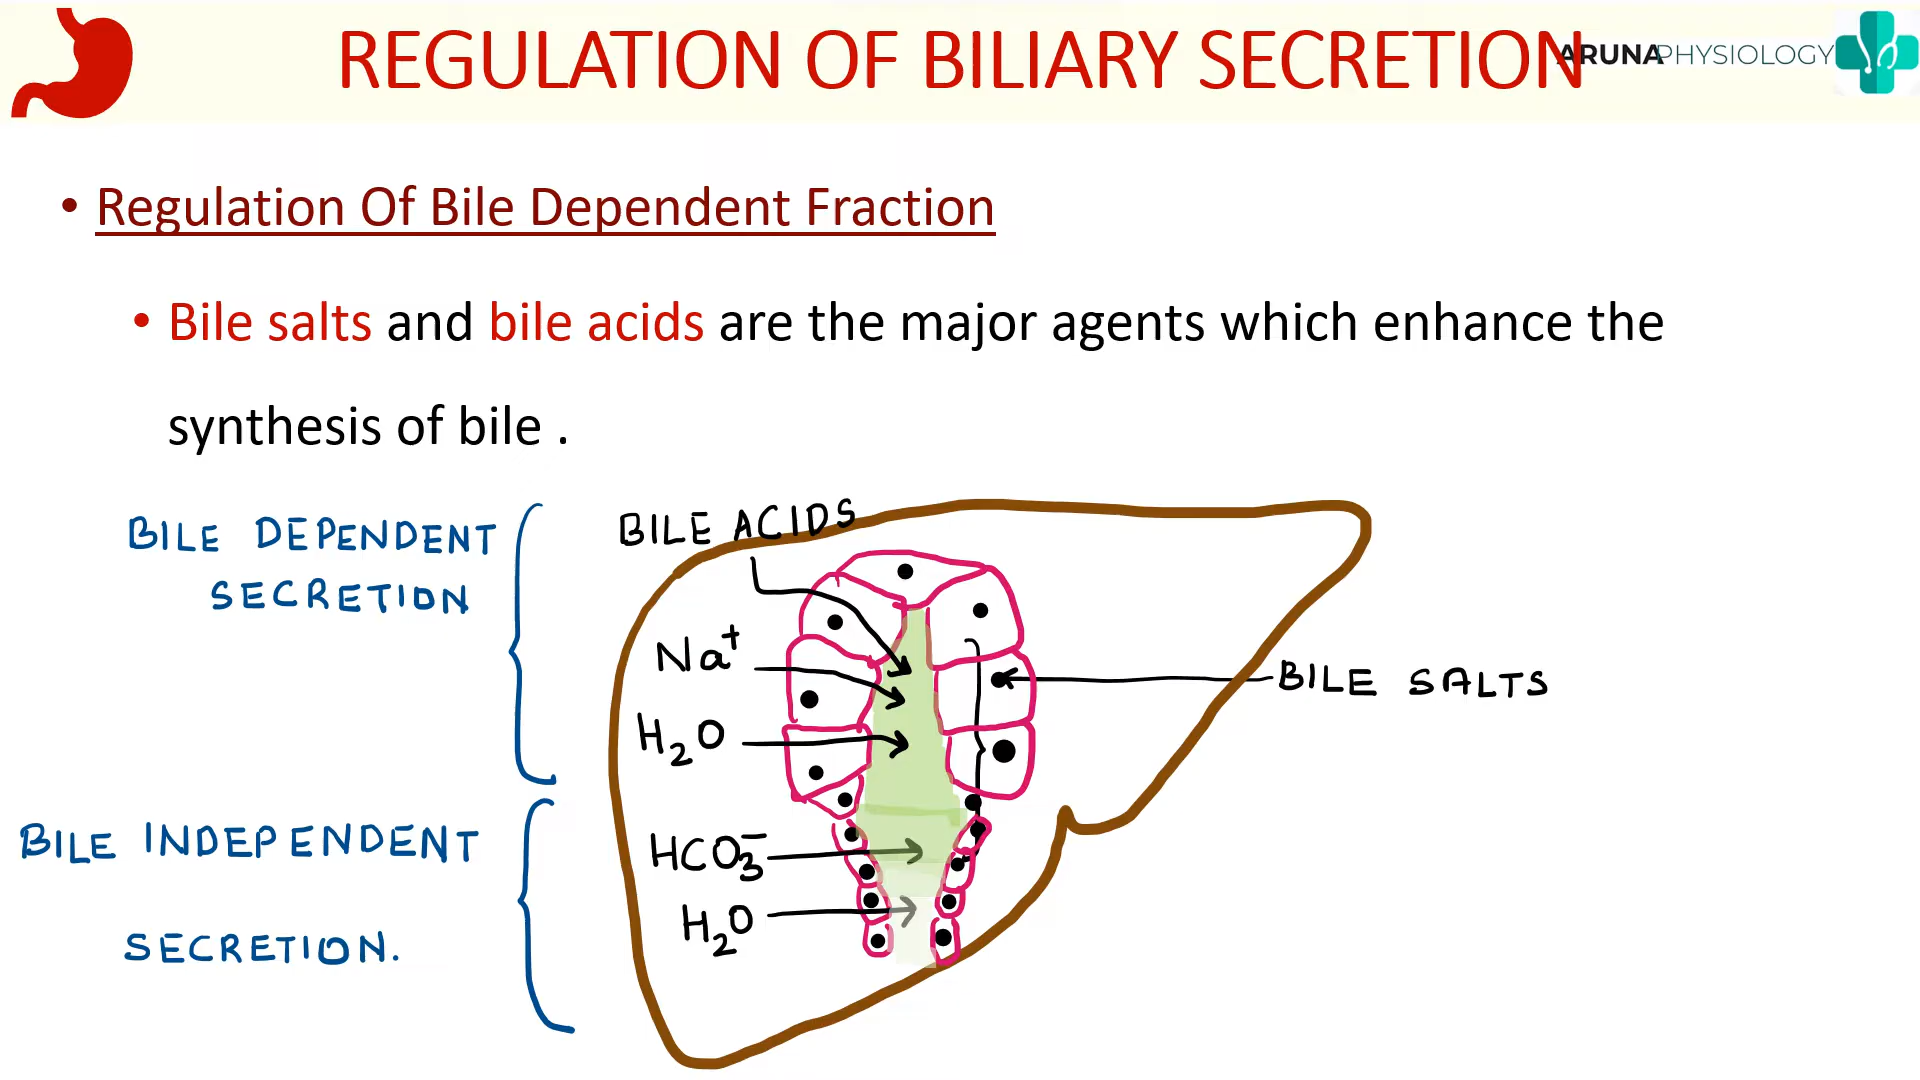 REGULATION OF BILIARY SECRETION
ARUNAPHYSIOLOGY
• Regulation Of Bile Dependent Fraction
• Bile salts and bile acids are the major agents which enhance the
synthesis of bile .
BILE DEPENDENT
SECRETION
BILE ACIDS
Na⁺
H₂O
BILE SALTS
BILE INDEPENDENT
SECRETION.
HCO₃⁻
H₂O